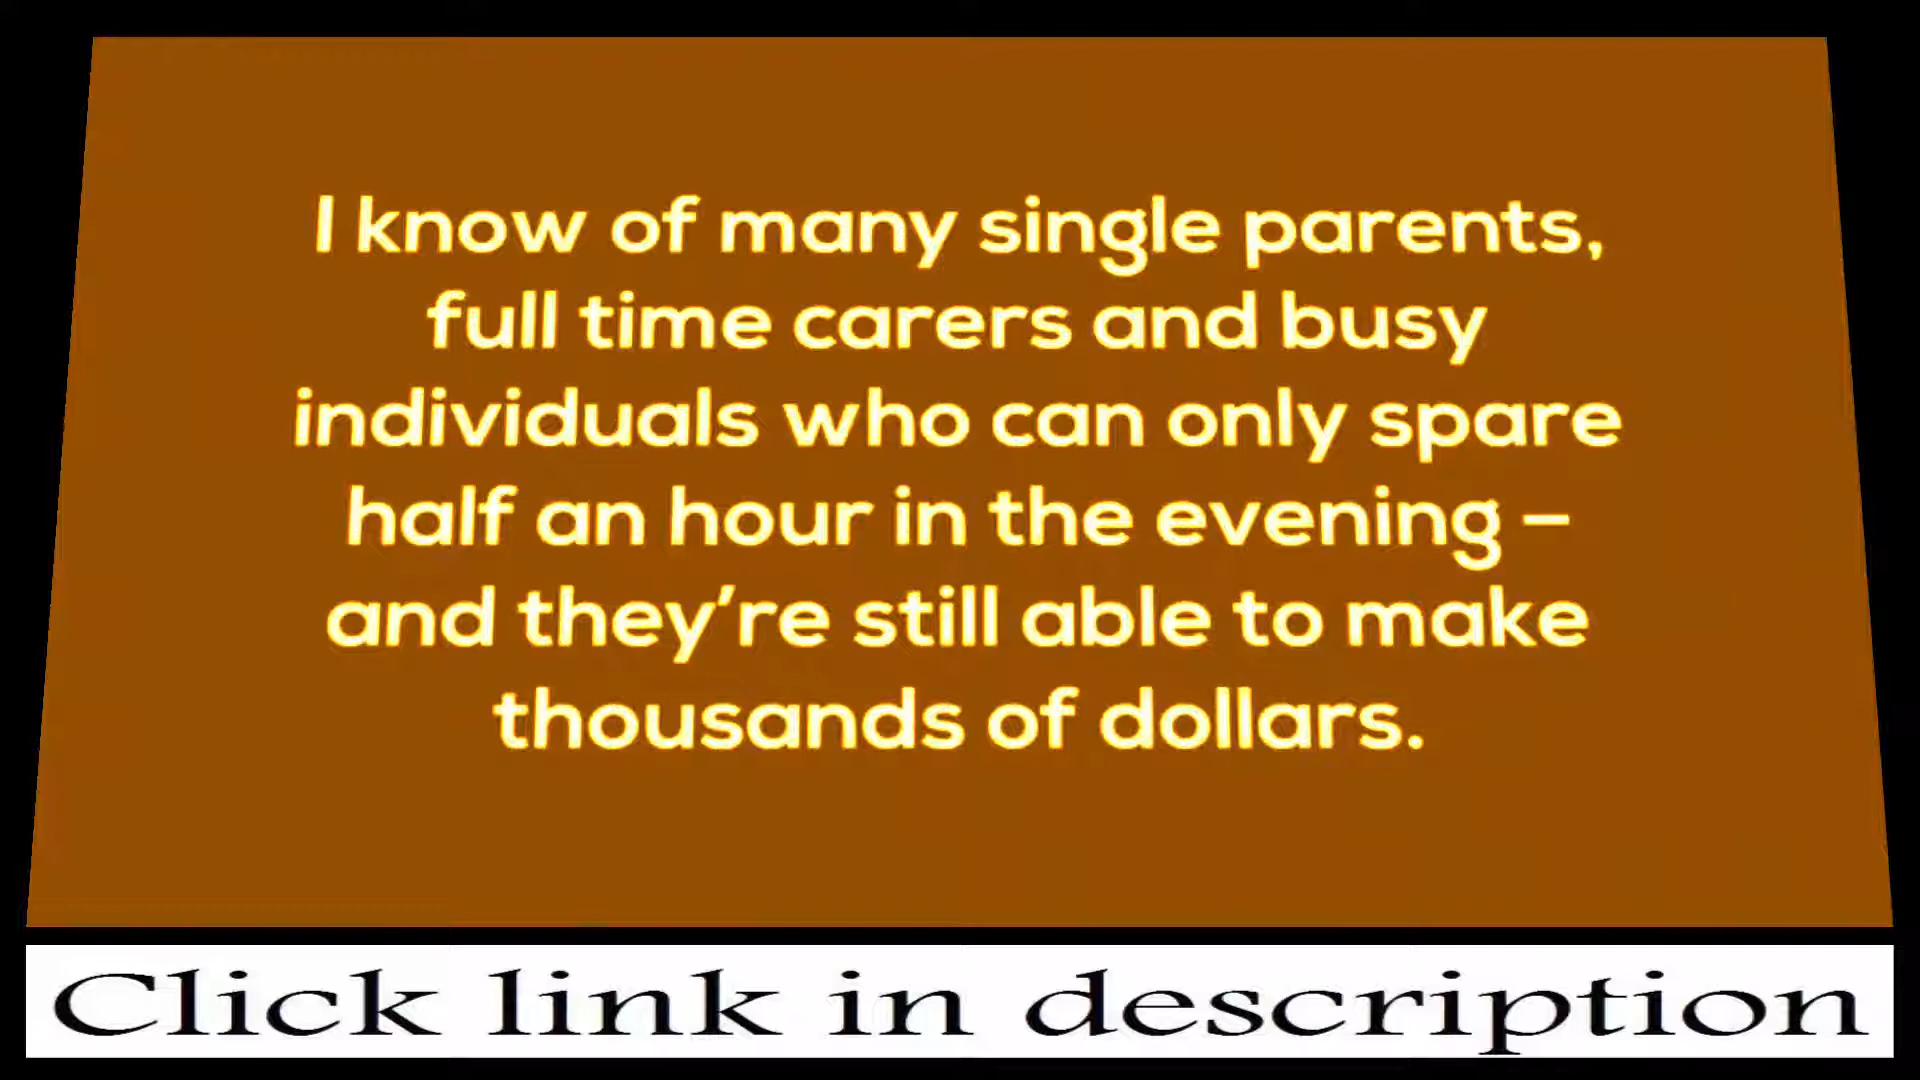 I know of many single parents,
full time carers and busy
individuals who can only spare
half an hour in the evening –
and they’re still able to make
thousands of dollars.
Click link in description